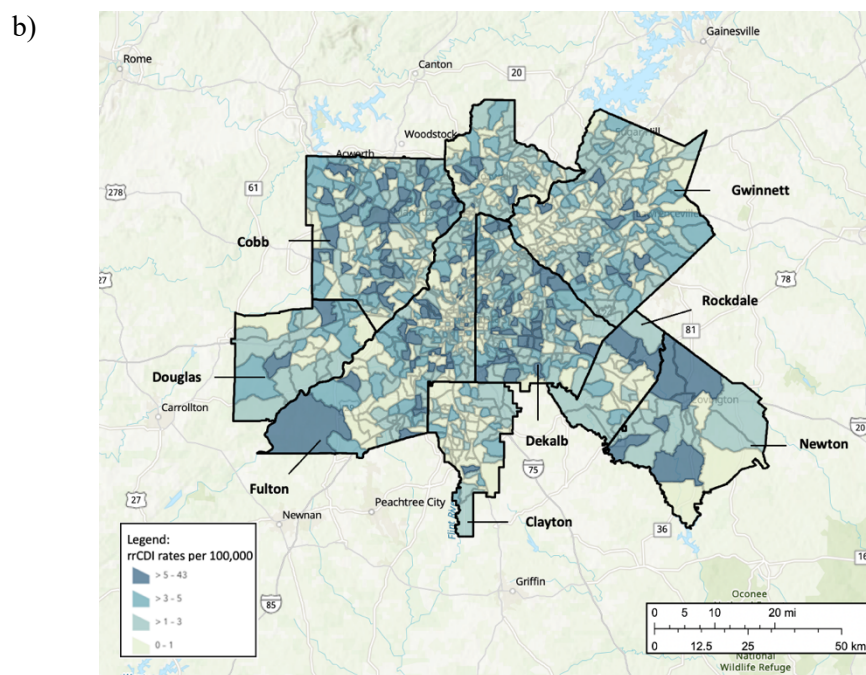 b)
Gainesville
Rome
Canton
20
Woodstock
Acworth
278
61
Gwinnett
Cobb
27
78
Rockdale
81
Douglas
Carrollton
20
Dekalb
Newton
75
Fulton
Clayton
27
Newnan
Peachtree City
36
Legend:
rrCDI rates per 100,000
> 5 - 43
> 3 - 5
> 1 - 3
0 - 1
16
Griffin
85
Oconee
0 5 10 20 mi
0 12.5 25 50 km
National
Wildlife Refuge